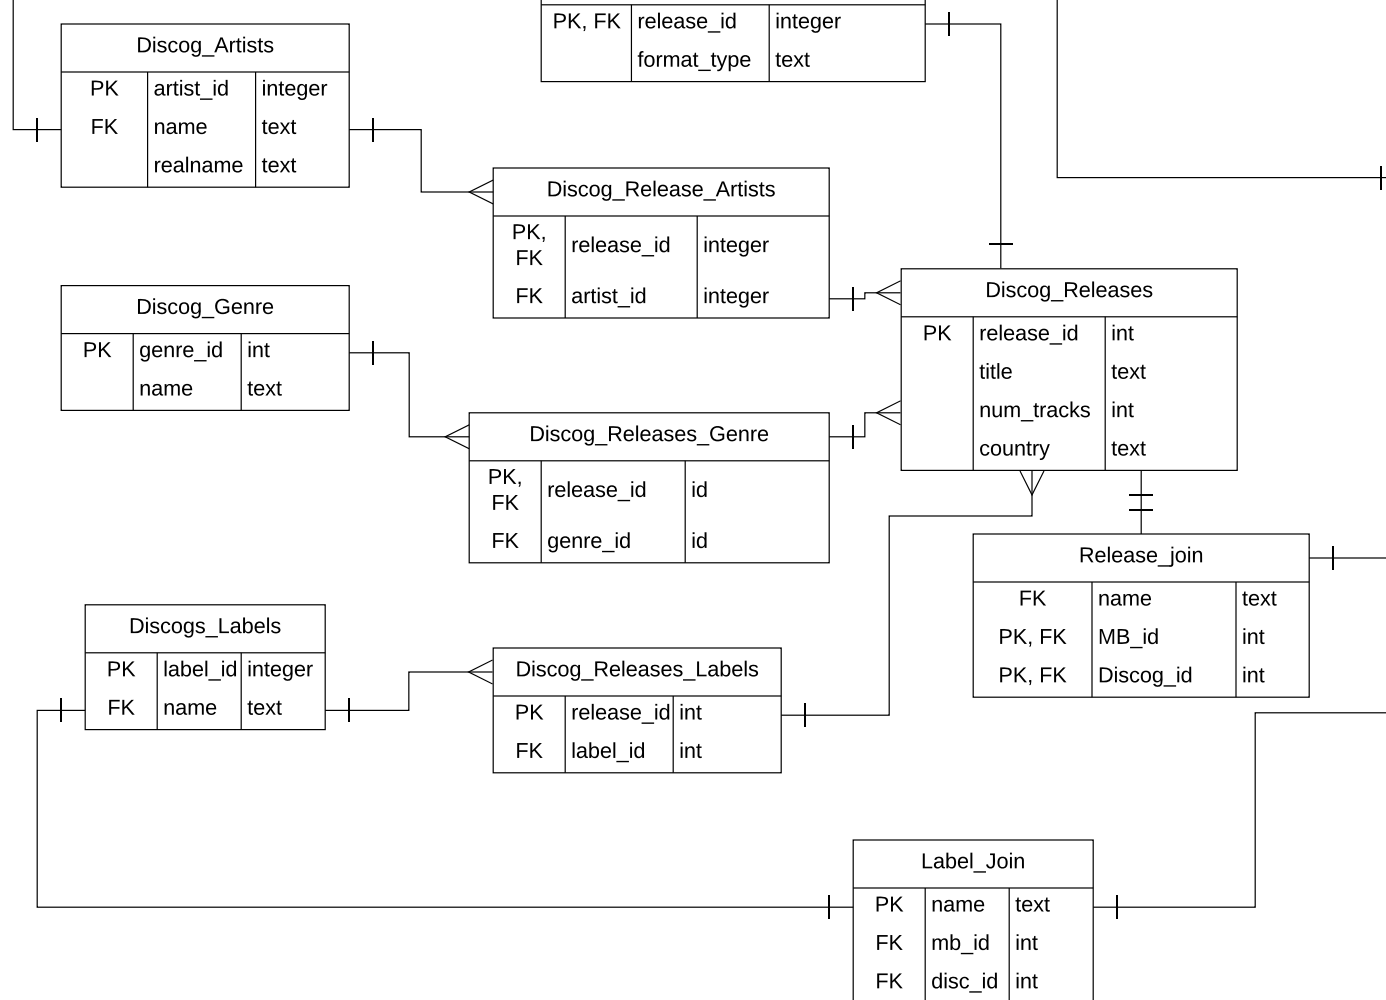 PK, FK release_id integer
format_type text
Discog_Artists
PK artist_id integer
FK name text
realname text
Discog_Release_Artists
PK,
FK release_id integer
FK artist_id integer
Discog_Genre
PK genre_id int
name text
Discog_Releases
PK release_id int
title text
num_tracks int
country text
Discog_Releases_Genre
PK,
FK release_id id
FK genre_id id
Release_join
FK name text
PK, FK MB_id int
PK, FK Discog_id int
Discogs_Labels
PK label_id integer
FK name text
Discog_Releases_Labels
PK release_id int
FK label_id int
Label_Join
PK name text
FK mb_id int
FK disc_id int